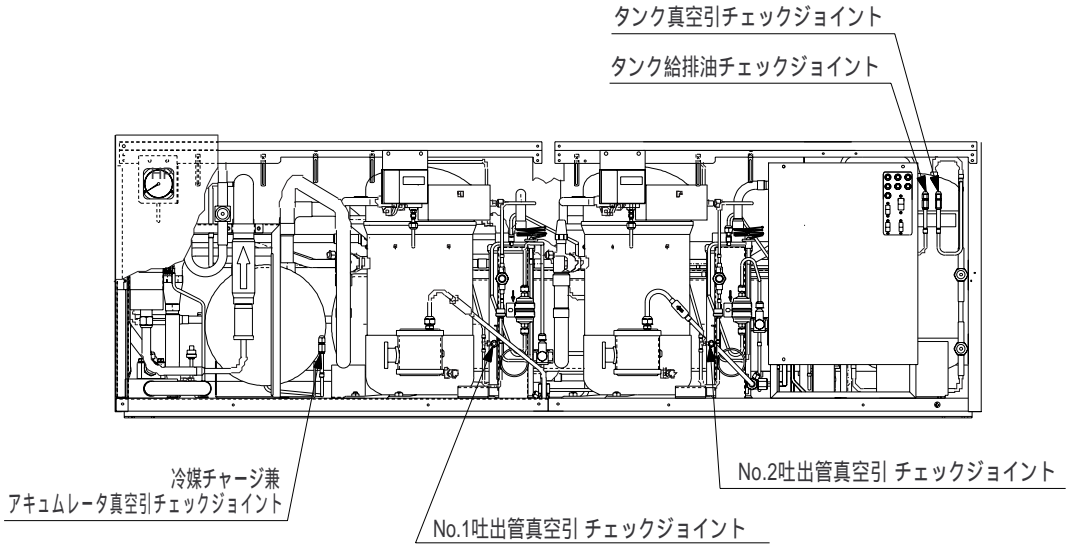 タンク真空引チェックジョイント
タンク給排油チェックジョイント
冷媒チャージ兼
アキュムレータ真空引チェックジョイント
No.2吐出管真空引 チェックジョイント
No.1吐出管真空引 チェックジョイント